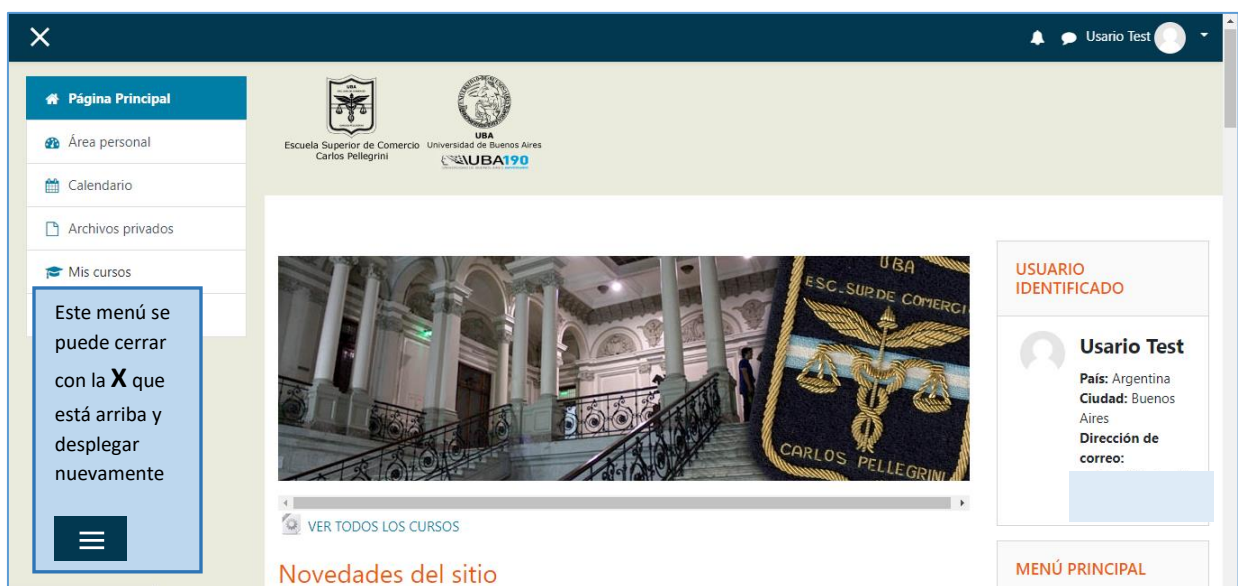 Usario Test
Página Principal
Área personal
Calendario
Archivos privados
Mis cursos
Este menú se
puede cerrar
con la X que
está arriba y
desplegar
nuevamente
UBA
Escuela Superior de Comercio
Carlos Pellegrini
UBA
Universidad de Buenos Aires
UBA190
UBA
ESC.SUP.DE COMERCI
CARLOS PELLEGRINI
VER TODOS LOS CURSOS
Novedades del sitio
USUARIO
IDENTIFICADO
Usario Test
País: Argentina
Ciudad: Buenos
Aires
Dirección de
correo:
MENÚ PRINCIPAL